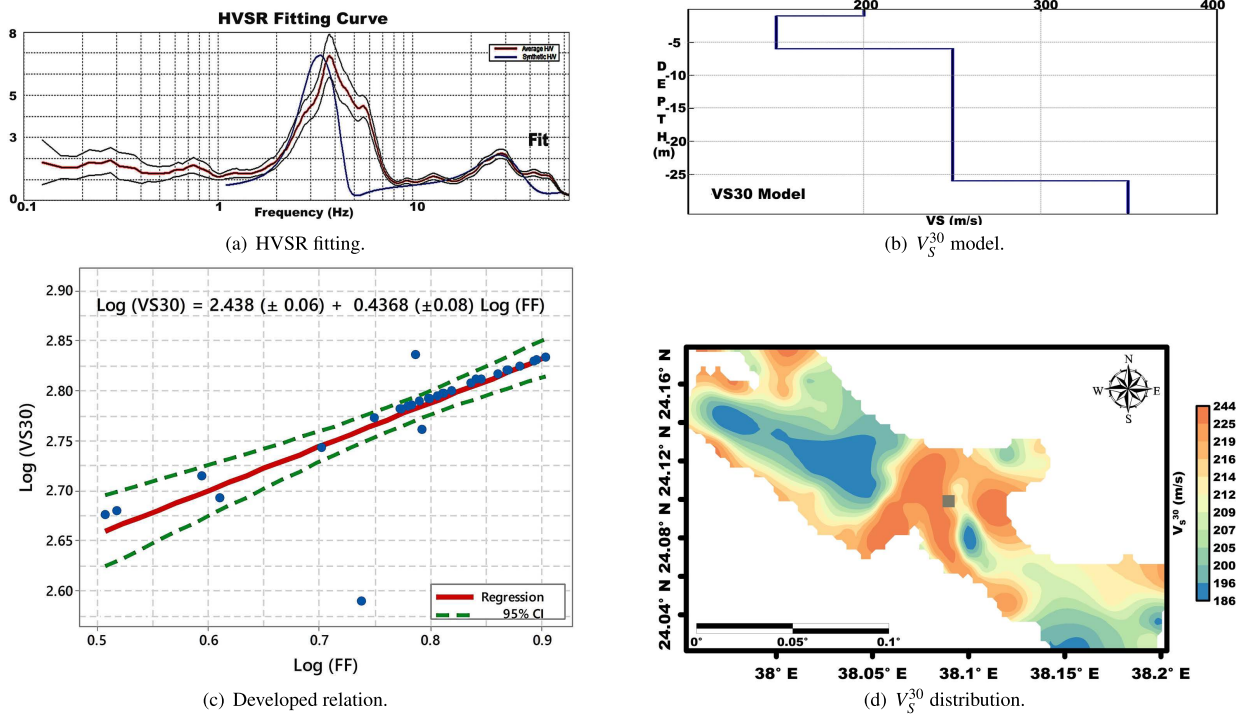 HVSR Fitting Curve
8
5
3
0
Average H/V
Synthetic H/V
Fit
0.1
1
10
Frequency (Hz)
(a) HVSR fitting.
200
300
400
-5
-10
-15
-20
-25
D
E
P
T
H
(m)
VS30 Model
VS (m/s)
(b) V_S^30 model.
Log (VS30) = 2.438 (± 0.06) + 0.4368 (±0.08) Log (FF)
2.90
2.85
2.80
2.75
2.70
2.65
2.60
Log (VS30)
Regression
95% CI
0.5
0.6
0.7
0.8
0.9
Log (FF)
(c) Developed relation.
24.16° N
24.12° N
24.08° N
24.04° N
N
W
E
S
0°
0.05°
0.1°
38° E
38.05° E
38.1° E
38.15° E
38.2° E
244
225
219
216
214
212
209
207
205
200
196
186
Vs³⁰ (m/s)
(d) V_S^30 distribution.